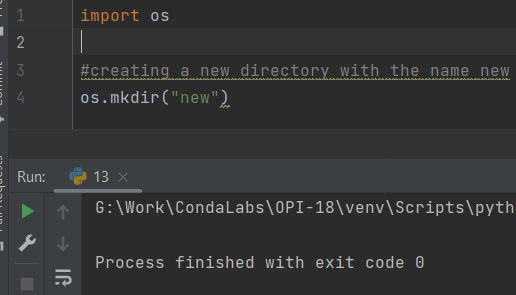 1 import os
2
3 #creating a new directory with the name new
4 os.mkdir("new")
Run: 13 ×
G:\Work\CondaLabs\OPI-18\venv\Scripts\pyth
Process finished with exit code 0